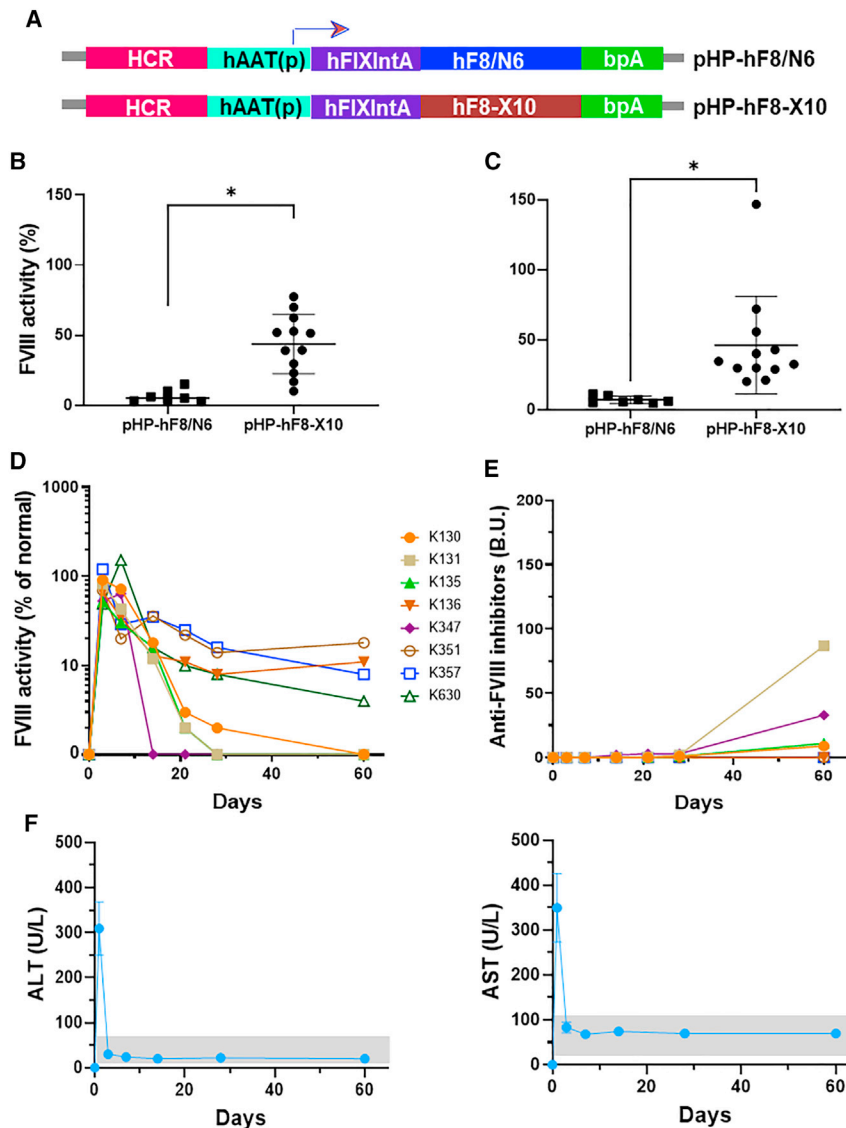 A
HCR hAAT(p) hFIXIntA hF8/N6 bpA pHP-hF8/N6
HCR hAAT(p) hFIXIntA hF8-X10 bpA pHP-hF8-X10
B
FVIII activity (%)
150
100
50
0
*
pHP-hF8/N6 pHP-hF8-X10
C
150
100
50
0
*
pHP-hF8/N6 pHP-hF8-X10
D
FVIII activity (% of normal)
1000
100
10
0
0 20 40 60
Days
K130
K131
K135
K136
K347
K351
K357
K630
E
Anti-FVIII inhibitors (B.U.)
200
150
100
50
0
0 20 40 60
Days
F
ALT (U/L)
500
400
300
200
100
50
0
0 20 40 60
Days
AST (U/L)
500
400
300
200
100
50
0
0 20 40 60
Days